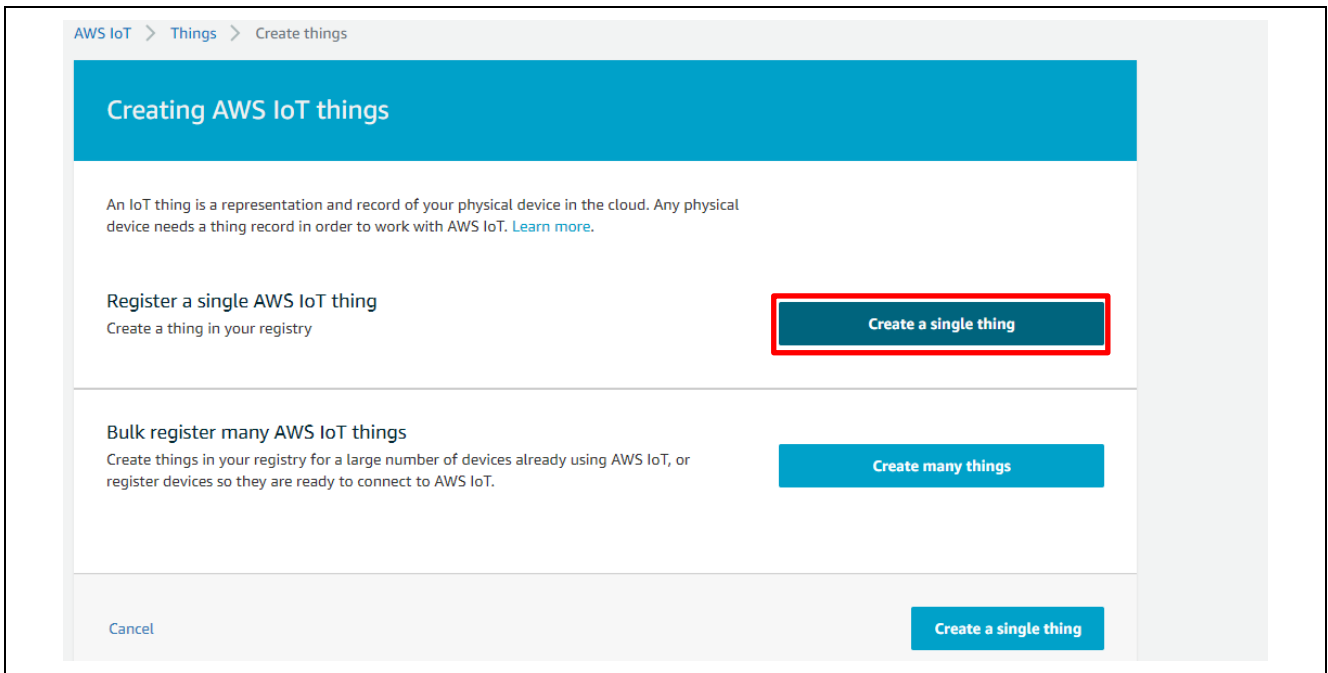 AWS IoT > Things > Create things
Creating AWS IoT things
An IoT thing is a representation and record of your physical device in the cloud. Any physical
device needs a thing record in order to work with AWS IoT. Learn more.
Register a single AWS IoT thing
Create a thing in your registry
Create a single thing
Bulk register many AWS IoT things
Create things in your registry for a large number of devices already using AWS IoT, or
register devices so they are ready to connect to AWS IoT.
Create many things
Cancel
Create a single thing